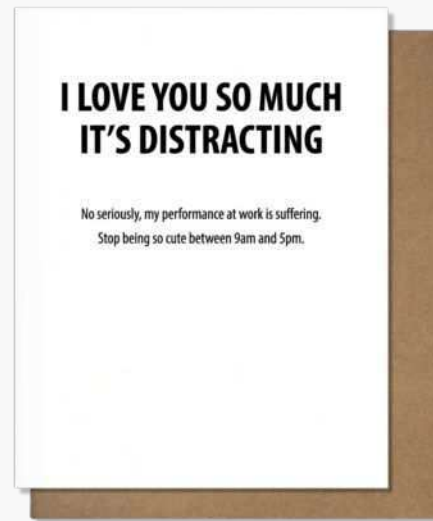 I LOVE YOU SO MUCH
IT'S DISTRACTING
No seriously, my performance at work is suffering.
Stop being so cute between 9am and 5pm.